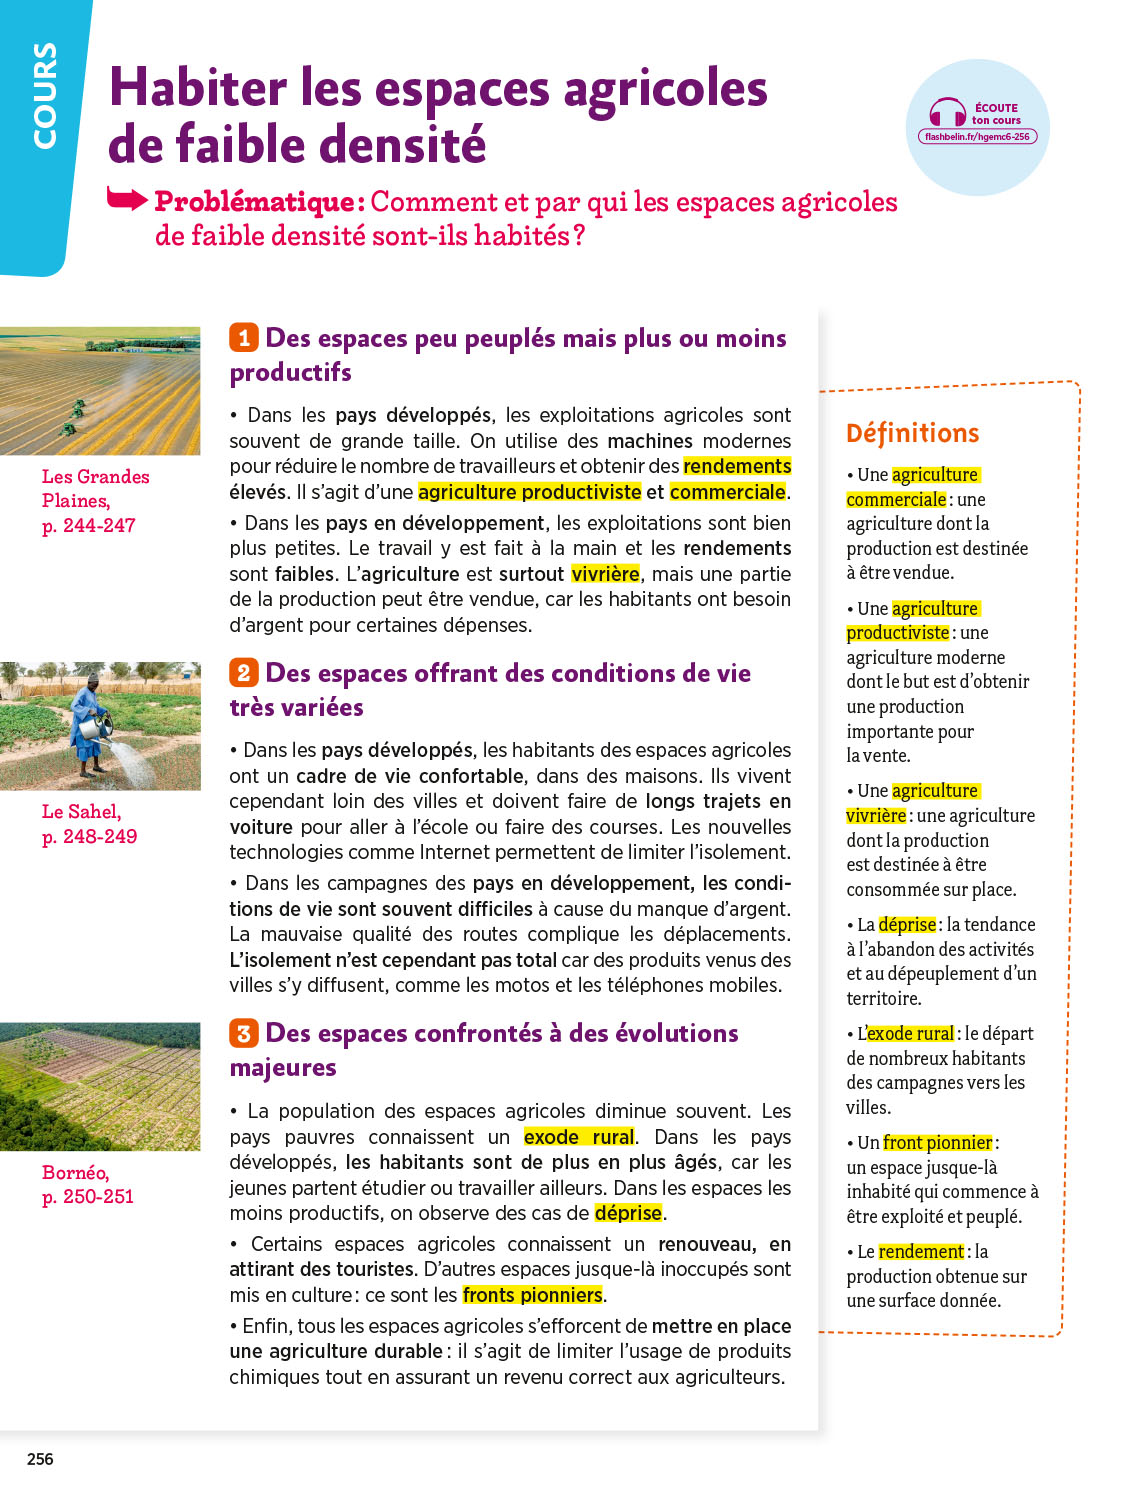 COURS
Habiter les espaces agricoles
de faible densité
ÉCOUTE
ton cours
flashbelin.fr/hgemc6-256
Problématique : Comment et par qui les espaces agricoles
de faible densité sont-ils habités ?
Les Grandes
Plaines,
p. 244-247
Le Sahel,
p. 248-249
Bornéo,
p. 250-251
1 Des espaces peu peuplés mais plus ou moins
productifs
• Dans les pays développés, les exploitations agricoles sont
souvent de grande taille. On utilise des machines modernes
pour réduire le nombre de travailleurs et obtenir des rendements
élevés. Il s’agit d’une agriculture productiviste et commerciale.
• Dans les pays en développement, les exploitations sont bien
plus petites. Le travail y est fait à la main et les rendements
sont faibles. L’agriculture est surtout vivrière, mais une partie
de la production peut être vendue, car les habitants ont besoin
d’argent pour certaines dépenses.
2 Des espaces offrant des conditions de vie
très variées
• Dans les pays développés, les habitants des espaces agricoles
ont un cadre de vie confortable, dans des maisons. Ils vivent
cependant loin des villes et doivent faire de longs trajets en
voiture pour aller à l’école ou faire des courses. Les nouvelles
technologies comme Internet permettent de limiter l’isolement.
• Dans les campagnes des pays en développement, les condi-
tions de vie sont souvent difficiles à cause du manque d’argent.
La mauvaise qualité des routes complique les déplacements.
L’isolement n’est cependant pas total car des produits venus des
villes s’y diffusent, comme les motos et les téléphones mobiles.
3 Des espaces confrontés à des évolutions
majeures
• La population des espaces agricoles diminue souvent. Les
pays pauvres connaissent un exode rural. Dans les pays
développés, les habitants sont de plus en plus âgés, car les
jeunes partent étudier ou travailler ailleurs. Dans les espaces les
moins productifs, on observe des cas de déprise.
• Certains espaces agricoles connaissent un renouveau, en
attirant des touristes. D’autres espaces jusque-là inoccupés sont
mis en culture : ce sont les fronts pionniers.
• Enfin, tous les espaces agricoles s’efforcent de mettre en place
une agriculture durable : il s’agit de limiter l’usage de produits
chimiques tout en assurant un revenu correct aux agriculteurs.
Définitions
• Une agriculture
commerciale : une
agriculture dont la
production est destinée
à être vendue.
• Une agriculture
productiviste : une
agriculture moderne
dont le but est d’obtenir
une production
importante pour
la vente.
• Une agriculture
vivrière : une agriculture
dont la production
est destinée à être
consommée sur place.
• La déprise : la tendance
à l’abandon des activités
et au dépeuplement d’un
territoire.
• L’exode rural : le départ
de nombreux habitants
des campagnes vers les
villes.
• Un front pionnier :
un espace jusque-là
inhabité qui commence à
être exploité et peuplé.
• Le rendement : la
production obtenue sur
une surface donnée.
256